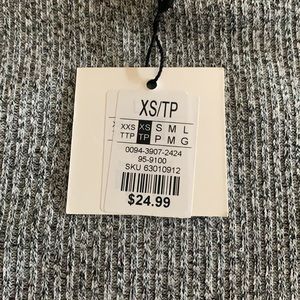 XS/TP
XXS XS S M L
TTP TP P M G
0094-3907-2424
95-9100
SKU 63010912
$24.99